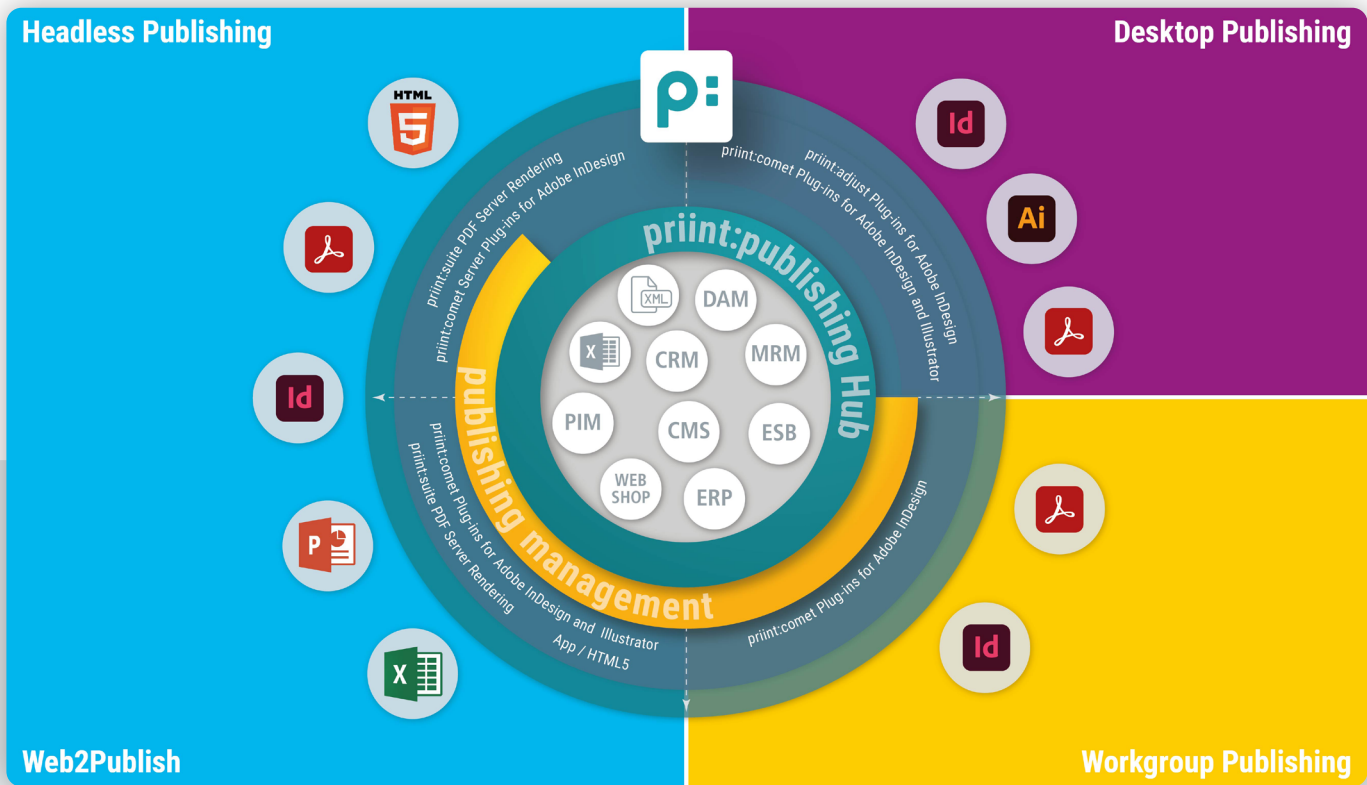 Headless Publishing
Desktop Publishing
p:
HTML
5
Id
Ai
Id
P
X
Id
priint:suite PDF Server Rendering
priint:comet Server Plug-ins for Adobe InDesign
priint:adjust Plug-ins for Adobe InDesign
priint:comet Plug-ins for Adobe InDesign and Illustrator
priint:publishing Hub
publishing management
XML
DAM
X
CRM
MRM
PIM
CMS
ESB
WEB
SHOP
ERP
priint:comet Plug-ins for Adobe InDesign and Illustrator
priint:suite PDF Server Rendering
App / HTML5
priint:comet Plug-ins for Adobe InDesign
Web2Publish
Workgroup Publishing